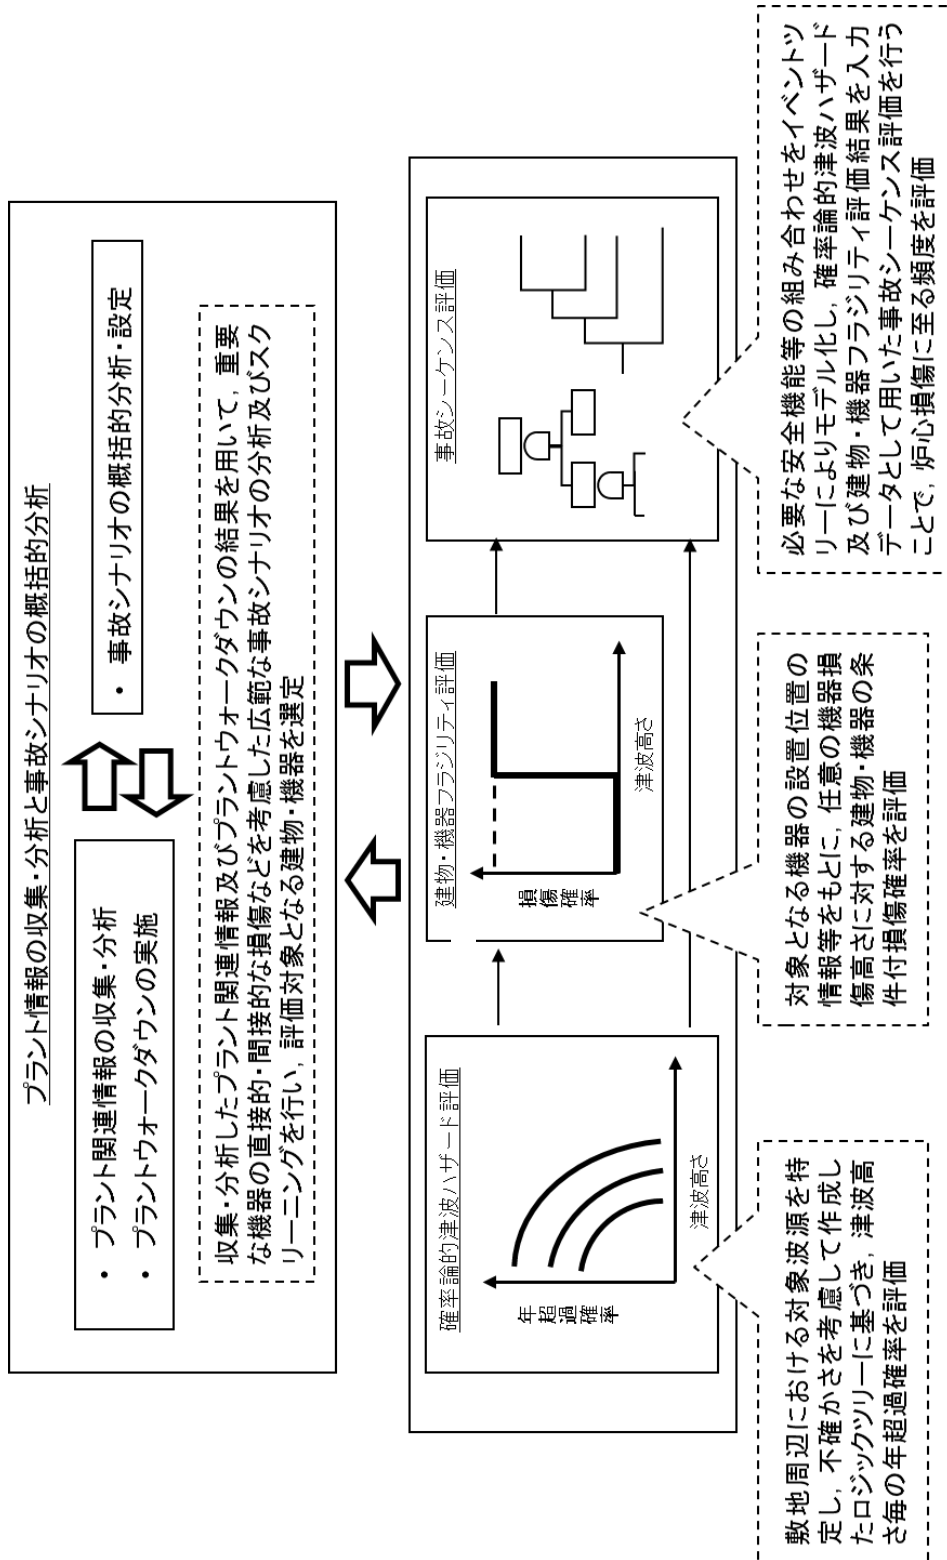 プラント情報の収集・分析と事故シナリオの概括的分析
・ プラント関連情報の収集・分析
・ プラントウォークダウンの実施
・ 事故シナリオの概括的分析・設定
収集・分析したプラント関連情報及びプラントウォークダウンの結果を用いて，重要
な機器の直接的・間接的な損傷などを考慮した広範な事故シナリオの分析及びスク
リーニングを行い，評価対象となる建物・機器を選定
確率論的津波ハザード評価
年超過確率
津波高さ
建物・機器フラジリティ評価
損傷確率
津波高さ
事故シーケンス評価
敷地周辺における対象波源を特
定し，不確かさを考慮して作成し
たロジックツリーに基づき，津波高
さ毎の年超過確率を評価
対象となる機器の設置位置の
情報等をもとに，任意の機器損
傷高さに対する建物・機器の条
件付損傷確率を評価
必要な安全機能等の組み合わせをイベントツ
リーによりモデル化し，確率論的津波ハザード
及び建物・機器フラジリティ評価結果を入力
データとして用いた事故シーケンス評価を行う
ことで，炉心損傷に至る頻度を評価